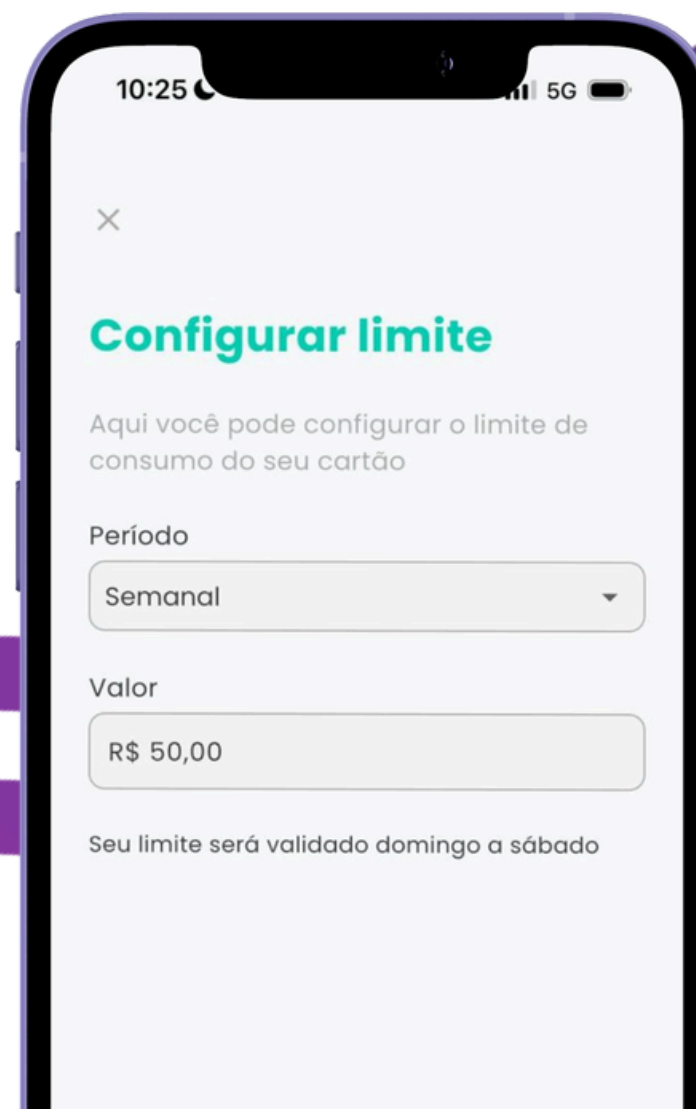 10:25 5G
Configurar limite
Aqui você pode configurar o limite de
consumo do seu cartão
Período
Semanal
Valor
R$ 50,00
Seu limite será validado domingo a sábado